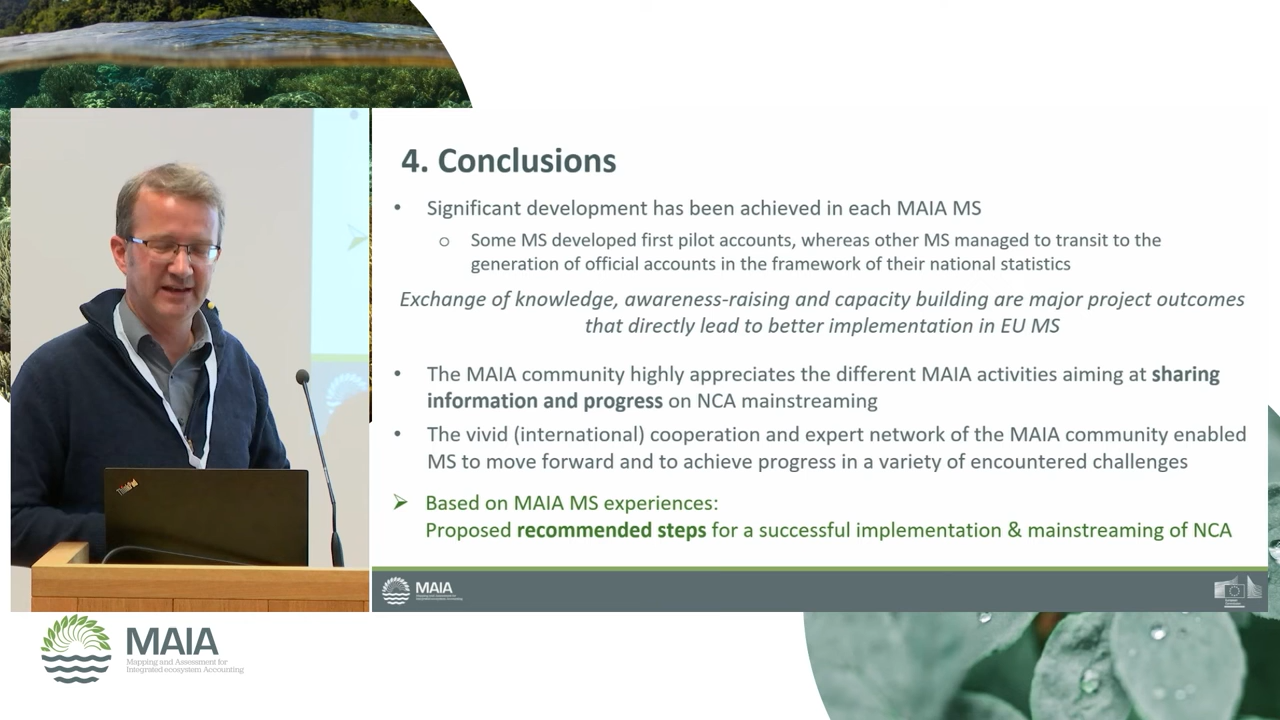 4. Conclusions
• Significant development has been achieved in each MAIA MS
o Some MS developed first pilot accounts, whereas other MS managed to transit to the
generation of official accounts in the framework of their national statistics
Exchange of knowledge, awareness-raising and capacity building are major project outcomes
that directly lead to better implementation in EU MS
• The MAIA community highly appreciates the different MAIA activities aiming at sharing
information and progress on NCA mainstreaming
• The vivid (international) cooperation and expert network of the MAIA community enabled
MS to move forward and to achieve progress in a variety of encountered challenges
➢ Based on MAIA MS experiences:
Proposed recommended steps for a successful implementation & mainstreaming of NCA
ThinkPad
MAIA
MAIA
Mapping and Assessment for
Integrated ecosystem Accounting